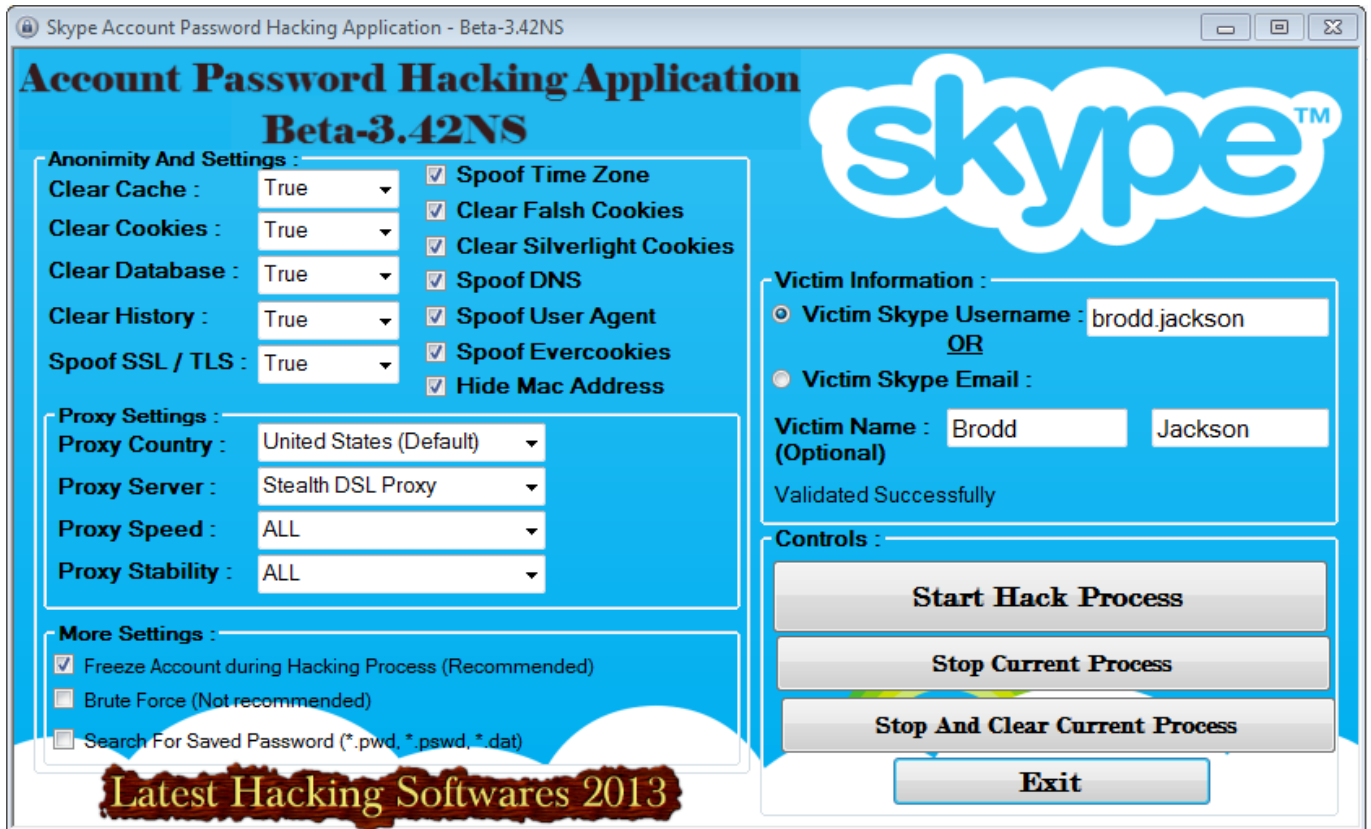 Skype Account Password Hacking Application - Beta-3.42NS
Account Password Hacking Application
Beta-3.42NS
skype™
Anonimity And Settings :
Clear Cache : True
Clear Cookies : True
Clear Database : True
Clear History : True
Spoof SSL / TLS : True
Spoof Time Zone
Clear Falsh Cookies
Clear Silverlight Cookies
Spoof DNS
Spoof User Agent
Spoof Evercookies
Hide Mac Address
Proxy Settings :
Proxy Country : United States (Default)
Proxy Server : Stealth DSL Proxy
Proxy Speed : ALL
Proxy Stability : ALL
More Settings :
Freeze Account during Hacking Process (Recommended)
Brute Force (Not recommended)
Search For Saved Password (*.pwd, *.pswd, *.dat)
Latest Hacking Softwares 2013
Victim Information :
Victim Skype Username : brodd.jackson
OR
Victim Skype Email :
Victim Name : Brodd Jackson
(Optional)
Validated Successfully
Controls :
Start Hack Process
Stop Current Process
Stop And Clear Current Process
Exit